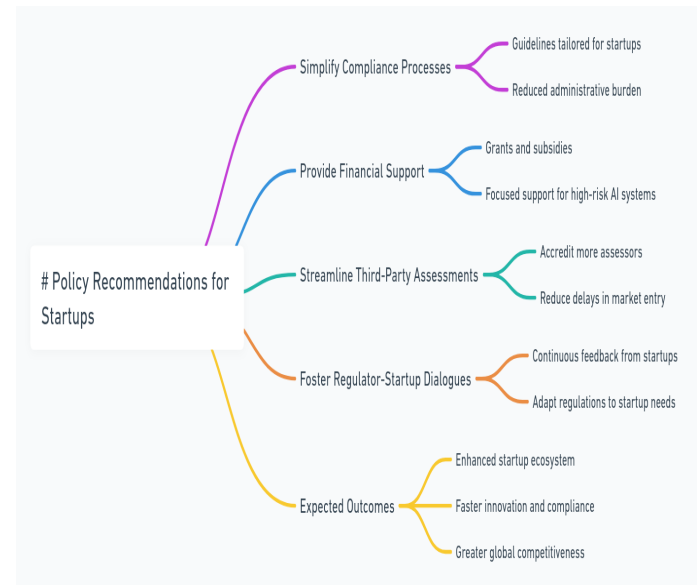 # Policy Recommendations for
Startups
Simplify Compliance Processes
Guidelines tailored for startups
Reduced administrative burden
Provide Financial Support
Grants and subsidies
Focused support for high-risk AI systems
Streamline Third-Party Assessments
Accredit more assessors
Reduce delays in market entry
Foster Regulator-Startup Dialogues
Continuous feedback from startups
Adapt regulations to startup needs
Expected Outcomes
Enhanced startup ecosystem
Faster innovation and compliance
Greater global competitiveness